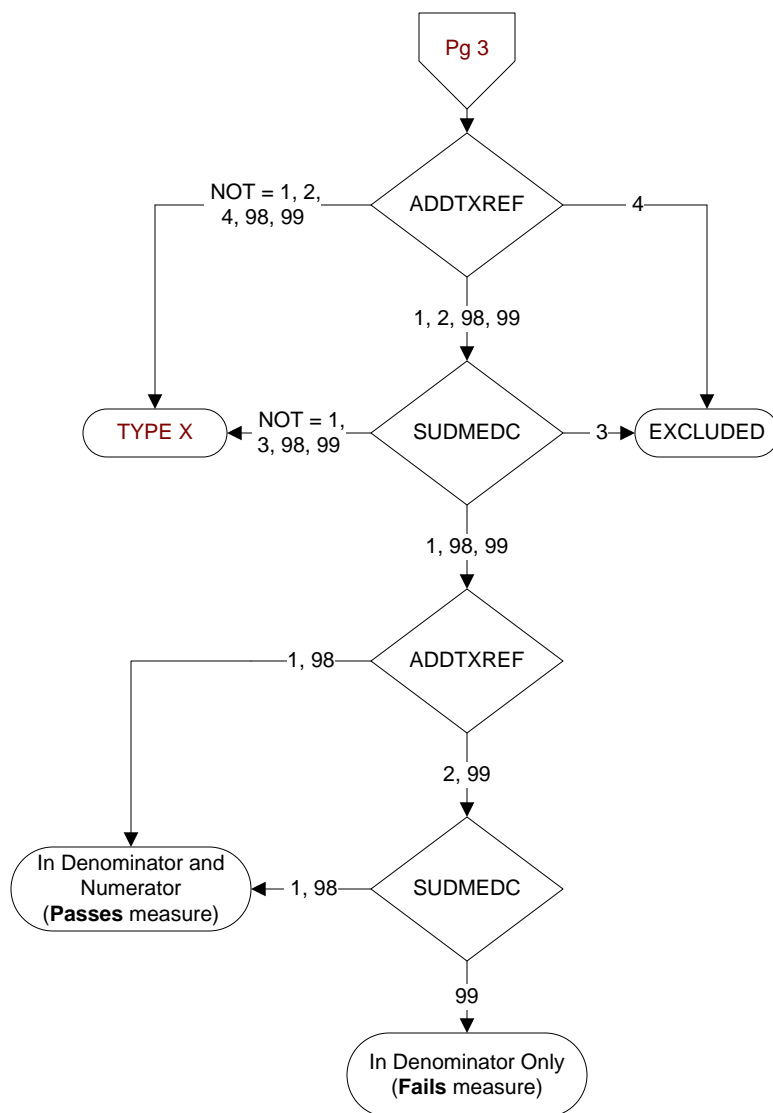 Pg 3
ADDTXREF
NOT = 1, 2,
4, 98, 99
4
1, 2, 98, 99
TYPE X
NOT = 1,
3, 98, 99
SUDMEDC
3
EXCLUDED
1, 98, 99
ADDTXREF
1, 98
2, 99
In Denominator and
Numerator
(Passes measure)
1, 98
SUDMEDC
99
In Denominator Only
(Fails measure)